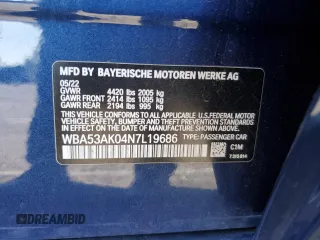 MFD BY BAYERISCHE MOTOREN WERKE AG
05/22
GVWR 4420 lbs 2005 kg
GAWR FRONT 2414 lbs 1095 kg
GAWR REAR 2194 lbs 995 kg
THIS VEHICLE CONFORMS TO ALL APPLICABLE U.S. FEDERAL MOTOR
VEHICLE SAFETY, BUMPER, AND THEFT PREVENTION STANDARDS IN EFFECT
ON THE DATE OF MANUFACTURE SHOWN ABOVE.
WBA53AK04N7L19686 TYPE: PASSENGER CAR
C1M
DREAMBID